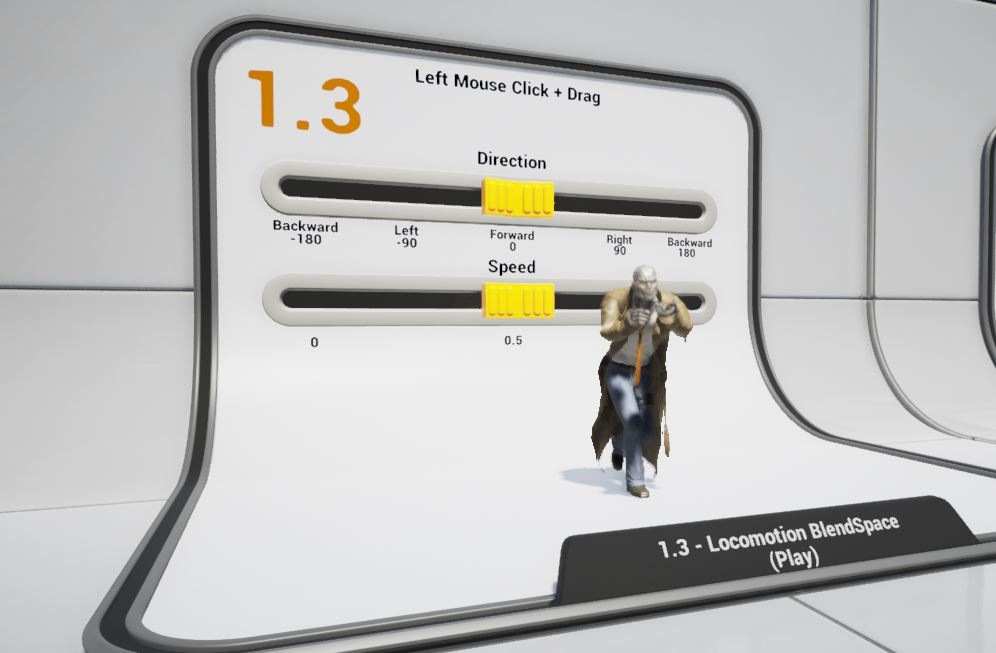 1.3
Left Mouse Click + Drag
Direction
Backward
-180
Left
-90
Forward
0
Right
90
Backward
180
Speed
0
0.5
1.3 - Locomotion BlendSpace
(Play)